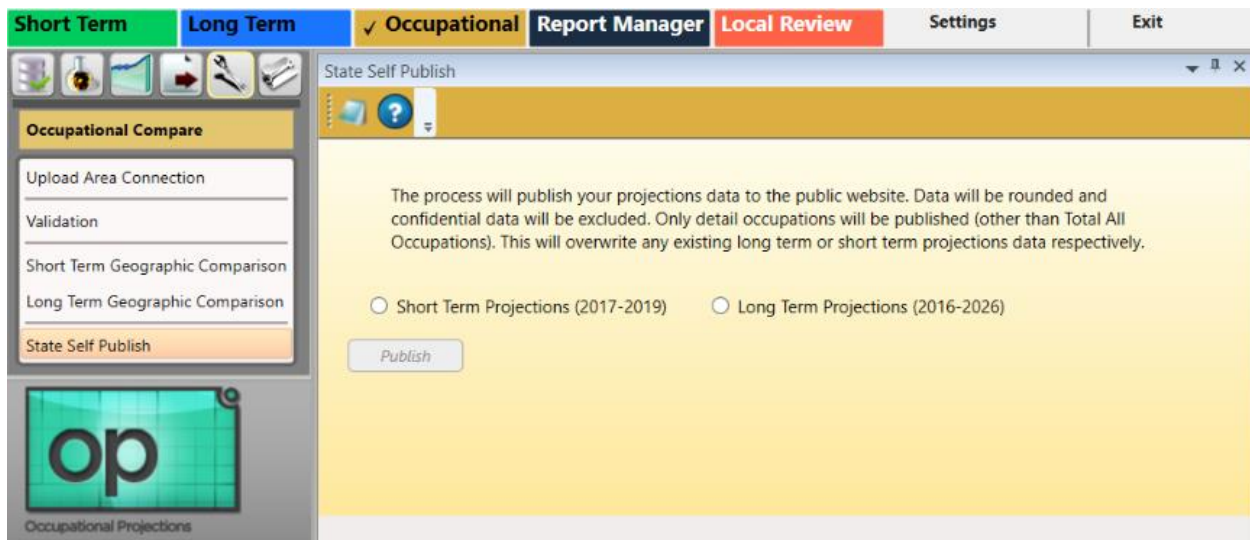 Short Term
Long Term
✓ Occupational
Report Manager
Local Review
Settings
Exit
State Self Publish
?
Occupational Compare
Upload Area Connection
Validation
Short Term Geographic Comparison
Long Term Geographic Comparison
State Self Publish
The process will publish your projections data to the public website. Data will be rounded and
confidential data will be excluded. Only detail occupations will be published (other than Total All
Occupations). This will overwrite any existing long term or short term projections data respectively.
Short Term Projections (2017-2019)
Long Term Projections (2016-2026)
Publish
op
Occupational Projections